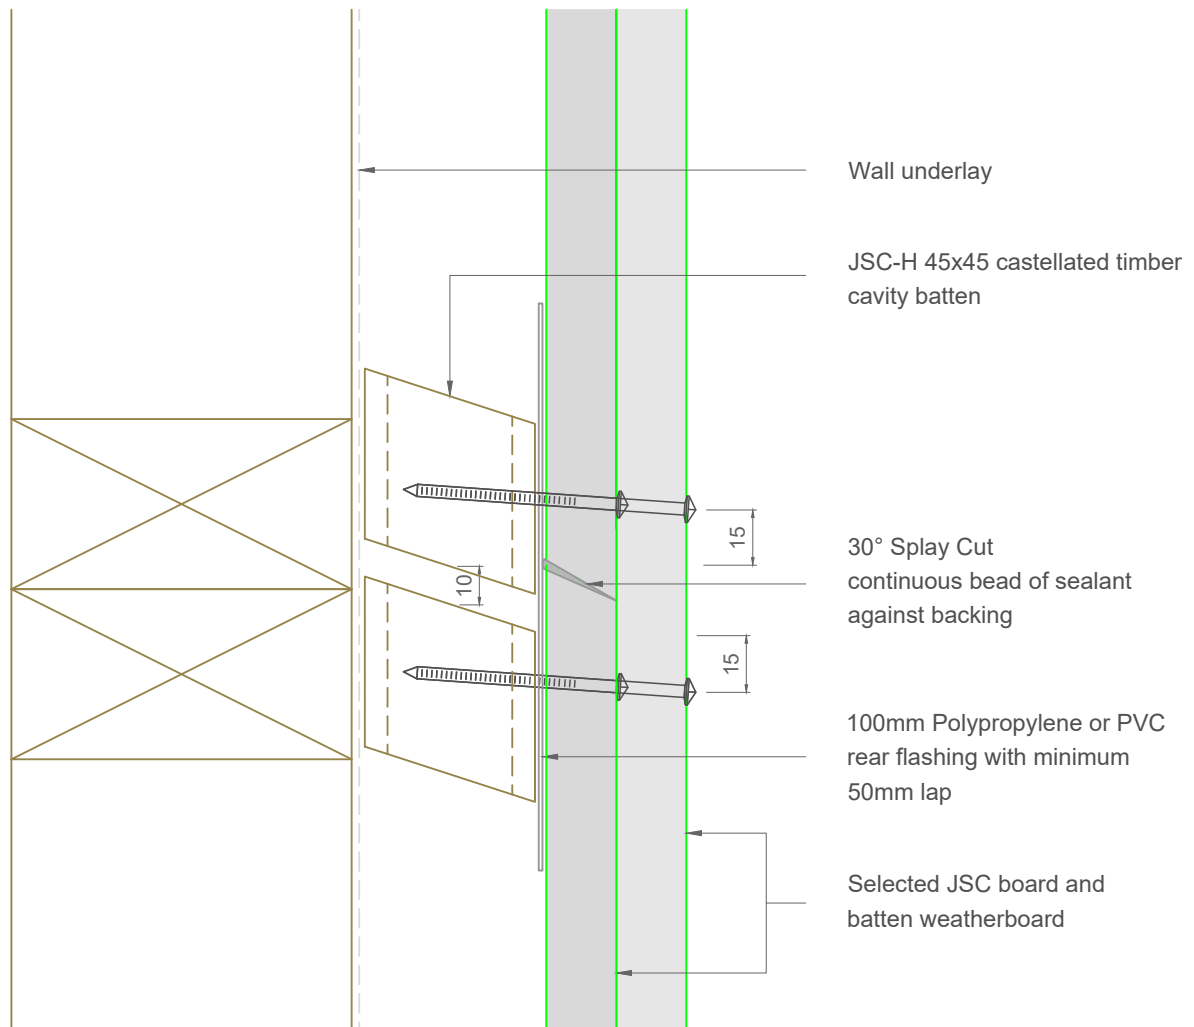 Wall underlay
JSC-H 45x45 castellated timber
cavity batten
15
30° Splay Cut
continuous bead of sealant
against backing
10
15
100mm Polypropylene or PVC
rear flashing with minimum
50mm lap
Selected JSC board and
batten weatherboard